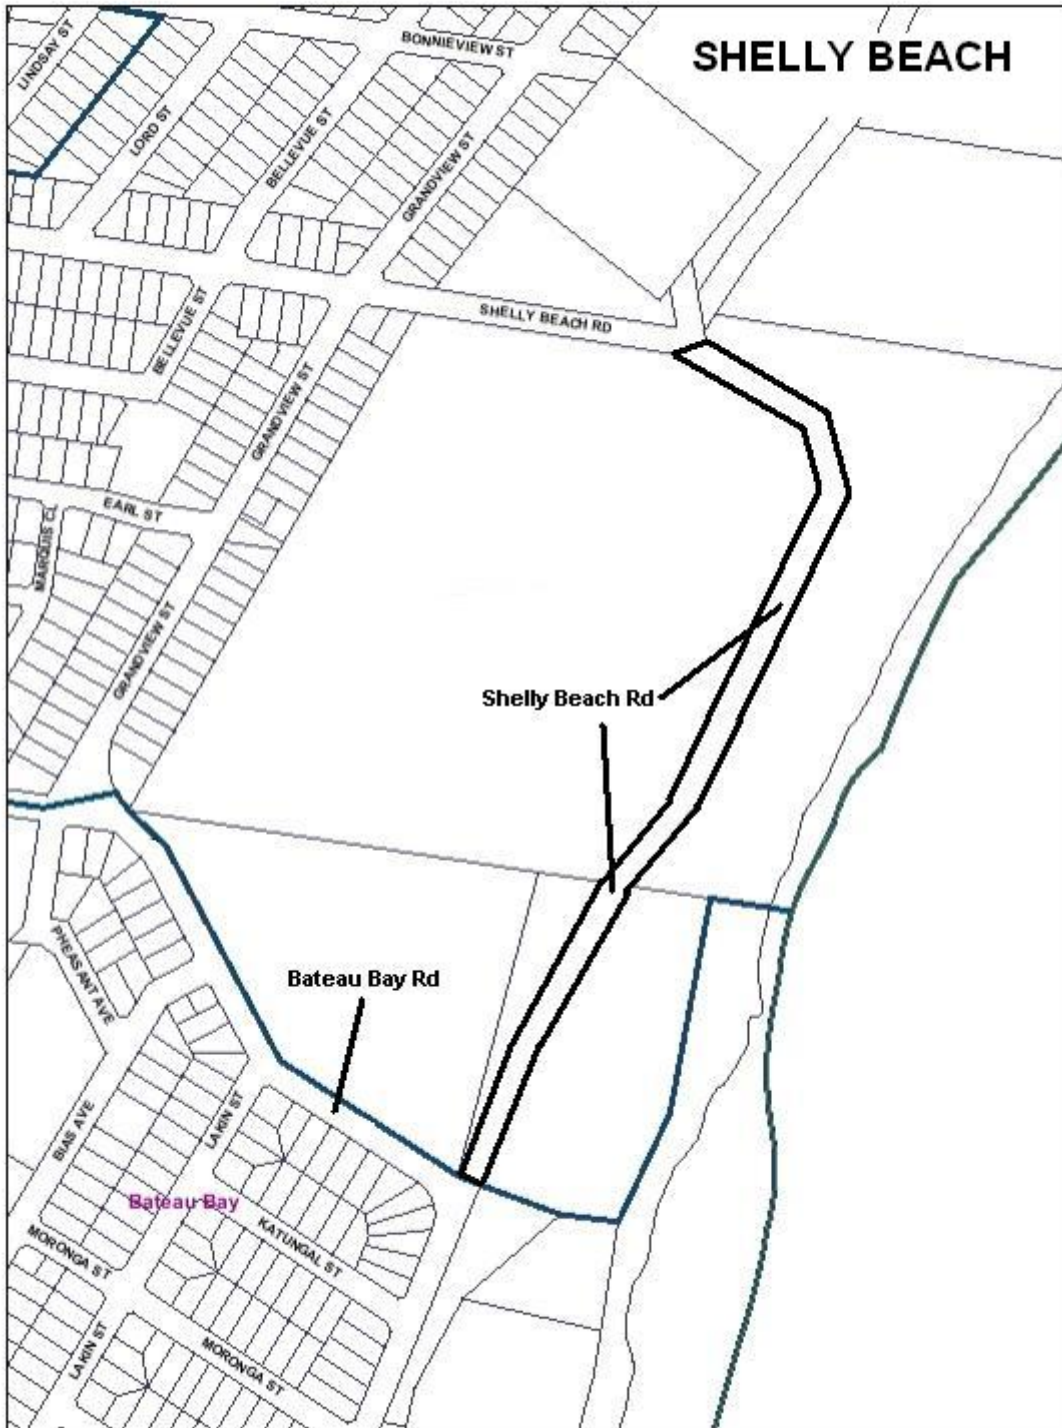 SHELLY BEACH
LINDSAY ST
BONNIEVIEW ST
LORD ST
BELLEVUE ST
GRANDVIEW ST
SHELLY BEACH RD
BELLEVUE ST
GRANDVIEW ST
EARL ST
MARQUIS CL
GRANDVIEW ST
Shelly Beach Rd
PHEASANT AVE
Bateau Bay Rd
LAKIN ST
BIAS AVE
Bateau Bay
KATUNGAL ST
MORONGA ST
LAKIN ST
MORONGA ST